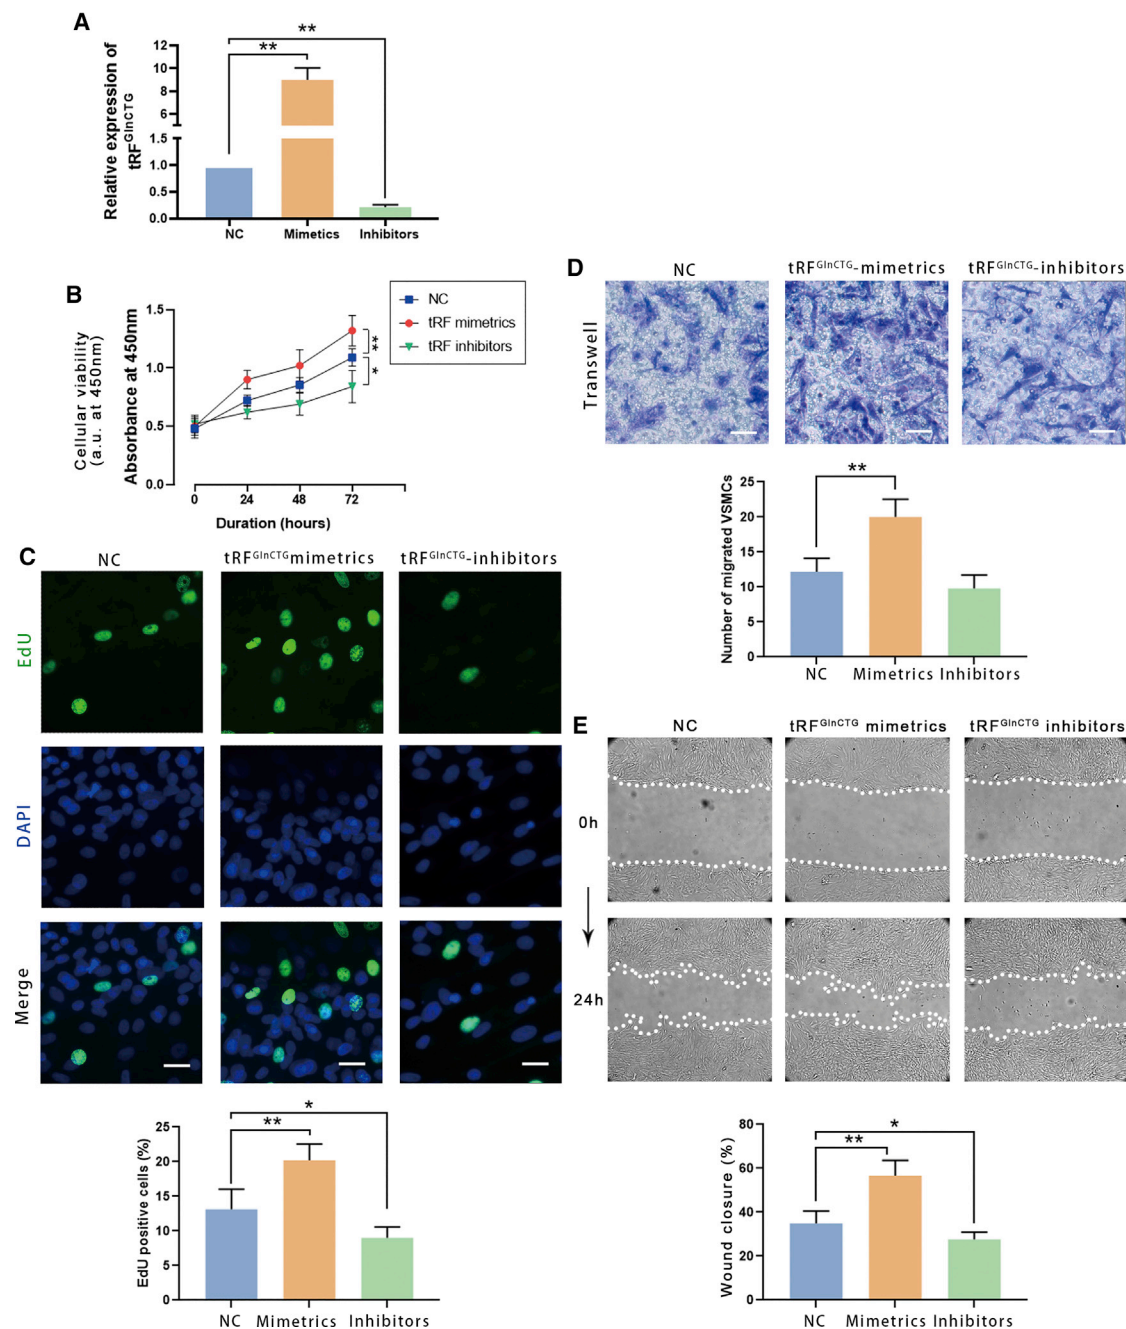 A
Relative expression of
tRF^GlnCTG
12
10
8
6
1.5
1.0
0.5
0.0
**
**
NC
Mimetics
Inhibitors
B
Cellular viability
(a.u. at 450nm)
Absorbance at 450nm
1.5
1.0
0.5
0.0
0
24
48
72
Duration (hours)
**
*
NC
tRF mimetrics
tRF inhibitors
C
NC
tRF^GlnCTG mimetrics
tRF^GlnCTG-inhibitors
EdU
DAPI
Merge
EdU positive cells (%)
25
20
15
10
5
0
*
**
NC
Mimetrics
Inhibitors
D
NC
tRF^GlnCTG-mimetrics
tRF^GlnCTG-inhibitors
Transwell
Number of migrated VSMCs
25
20
15
10
5
0
**
NC
Mimetrics
Inhibitors
E
NC
tRF^GlnCTG mimetrics
tRF^GlnCTG inhibitors
0h
24h
Wound closure (%)
80
60
40
20
0
*
**
NC
Mimetrics
Inhibitors